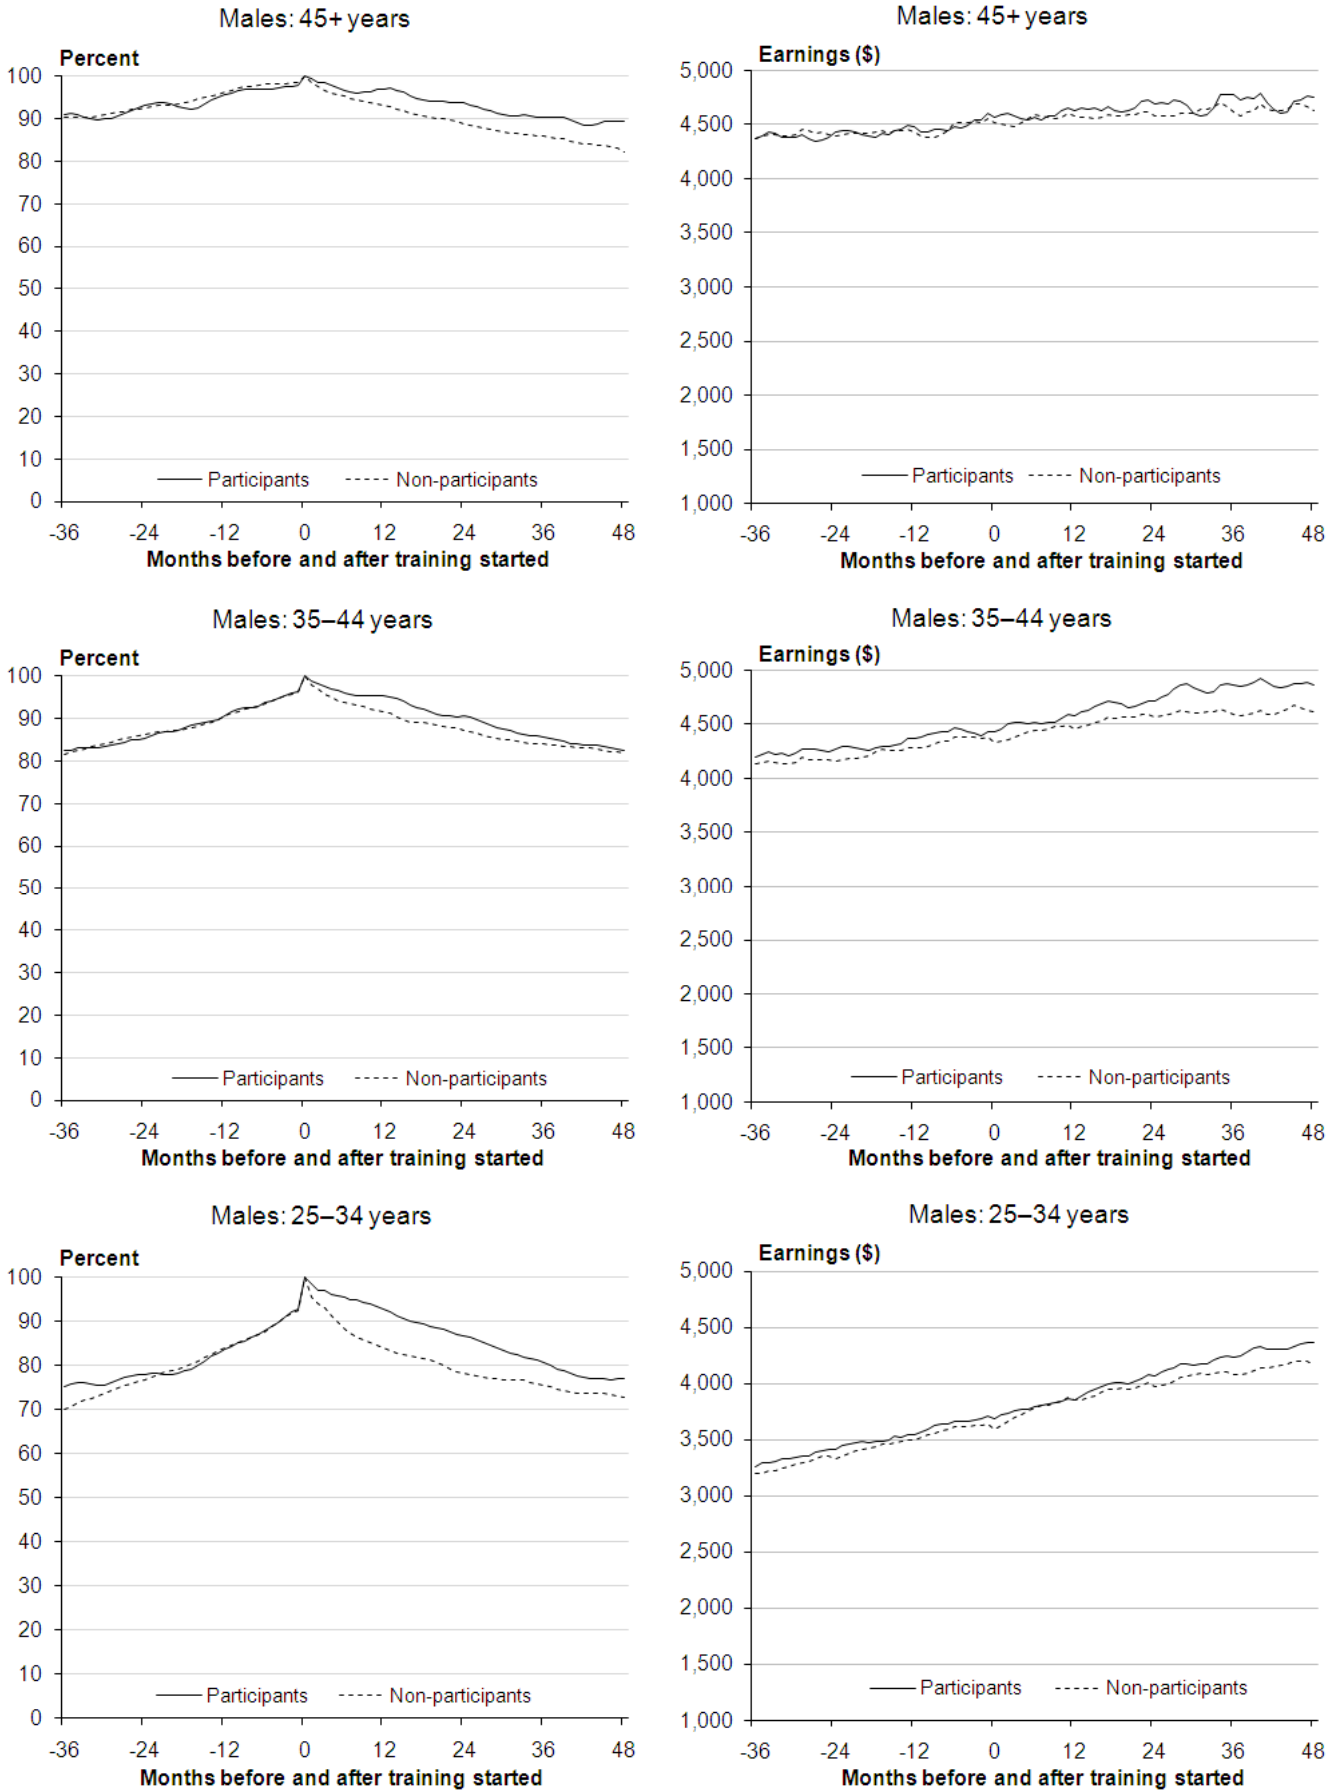 Males: 45+ years
Percent
100
90
80
70
60
50
40
30
20
10
0
Participants Non-participants
-36 -24 -12 0 12 24 36 48
Months before and after training started
Males: 45+ years
Earnings ($)
5,000
4,500
4,000
3,500
3,000
2,500
2,000
1,500
1,000
Participants Non-participants
-36 -24 -12 0 12 24 36 48
Months before and after training started
Males: 35–44 years
Percent
100
90
80
70
60
50
40
30
20
10
0
Participants Non-participants
-36 -24 -12 0 12 24 36 48
Months before and after training started
Males: 35–44 years
Earnings ($)
5,000
4,500
4,000
3,500
3,000
2,500
2,000
1,500
1,000
Participants Non-participants
-36 -24 -12 0 12 24 36 48
Months before and after training started
Males: 25–34 years
Percent
100
90
80
70
60
50
40
30
20
10
0
Participants Non-participants
-36 -24 -12 0 12 24 36 48
Months before and after training started
Males: 25–34 years
Earnings ($)
5,000
4,500
4,000
3,500
3,000
2,500
2,000
1,500
1,000
Participants Non-participants
-36 -24 -12 0 12 24 36 48
Months before and after training started